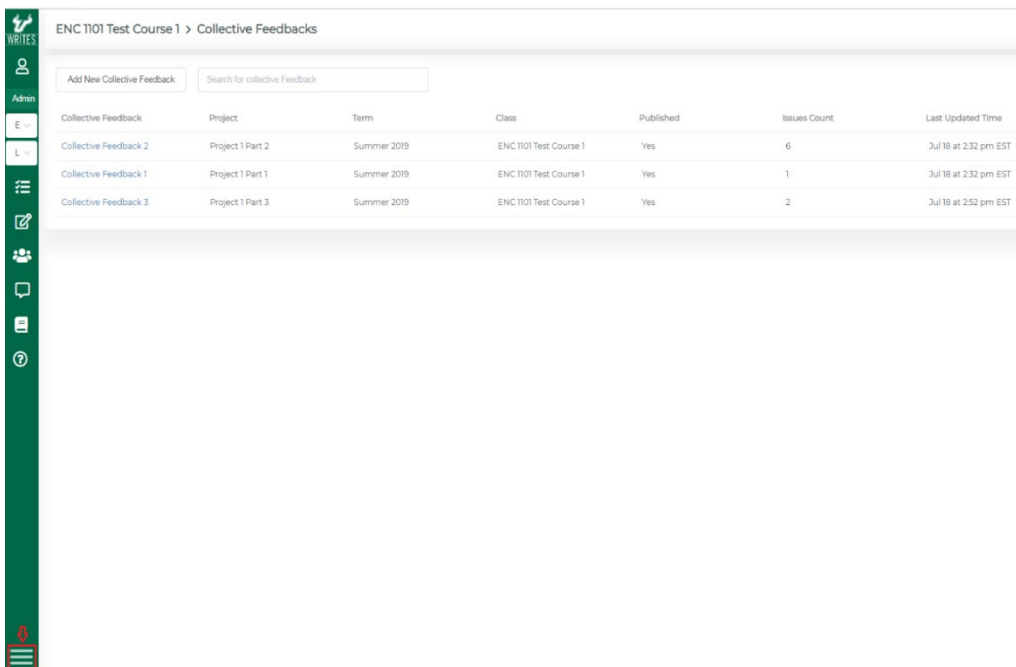 WRITES
ENC 1101 Test Course 1 > Collective Feedbacks
Admin
E
L
Add New Collective Feedback Search for collective Feedback
Collective Feedback Project Term Class Published Issues Count Last Updated Time
Collective Feedback 2 Project 1 Part 2 Summer 2019 ENC 1101 Test Course 1 Yes 6 Jul 18 at 2:32 pm EST
Collective Feedback 1 Project 1 Part 1 Summer 2019 ENC 1101 Test Course 1 Yes 1 Jul 18 at 2:32 pm EST
Collective Feedback 3 Project 1 Part 3 Summer 2019 ENC 1101 Test Course 1 Yes 2 Jul 18 at 2:52 pm EST